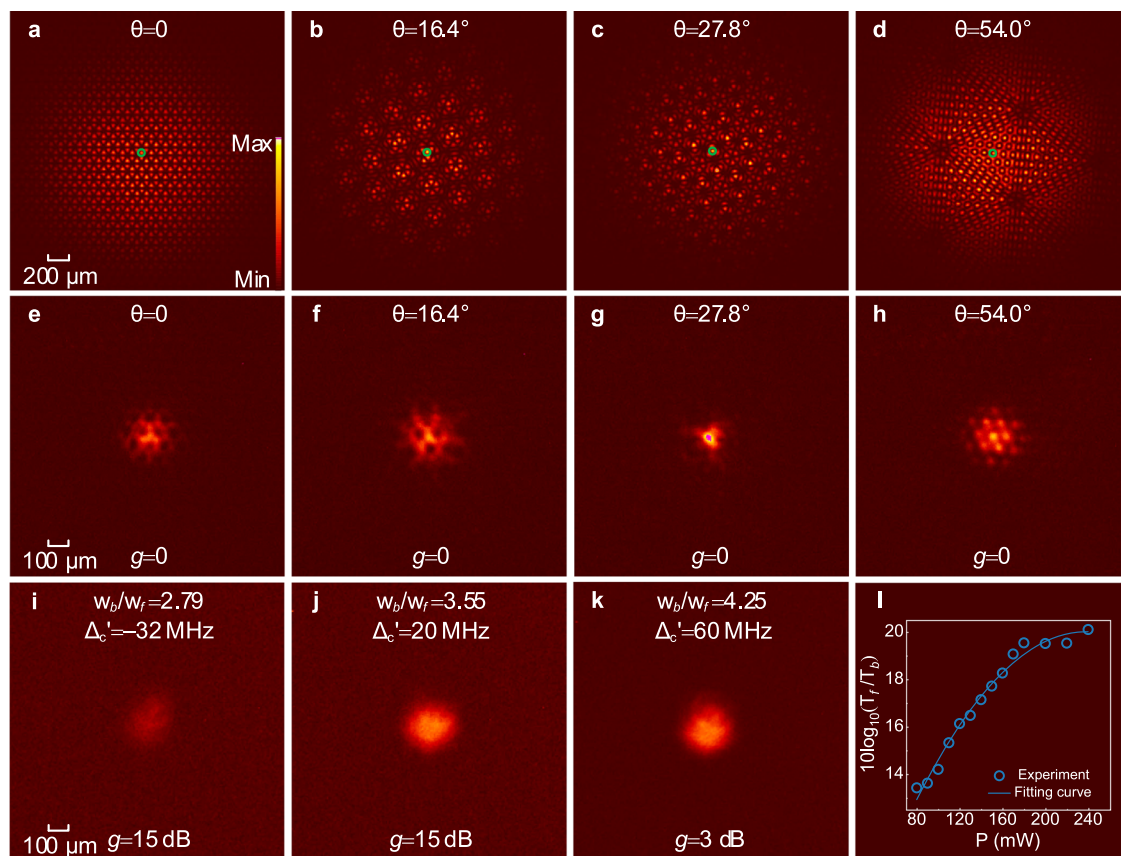 a θ=0
b θ=16.4°
c θ=27.8°
d θ=54.0°
Max
Min
200 µm
e θ=0
f θ=16.4°
g θ=27.8°
h θ=54.0°
100 µm
g=0
g=0
g=0
g=0
i w_b/w_f=2.79
Δ_c'=−32 MHz
100 µm
g=15 dB
j w_b/w_f=3.55
Δ_c'=20 MHz
g=15 dB
k w_b/w_f=4.25
Δ_c'=60 MHz
g=3 dB
l
10log₁₀(T_f/T_b)
20
18
16
14
Experiment
Fitting curve
80 120 160 200 240
P (mW)